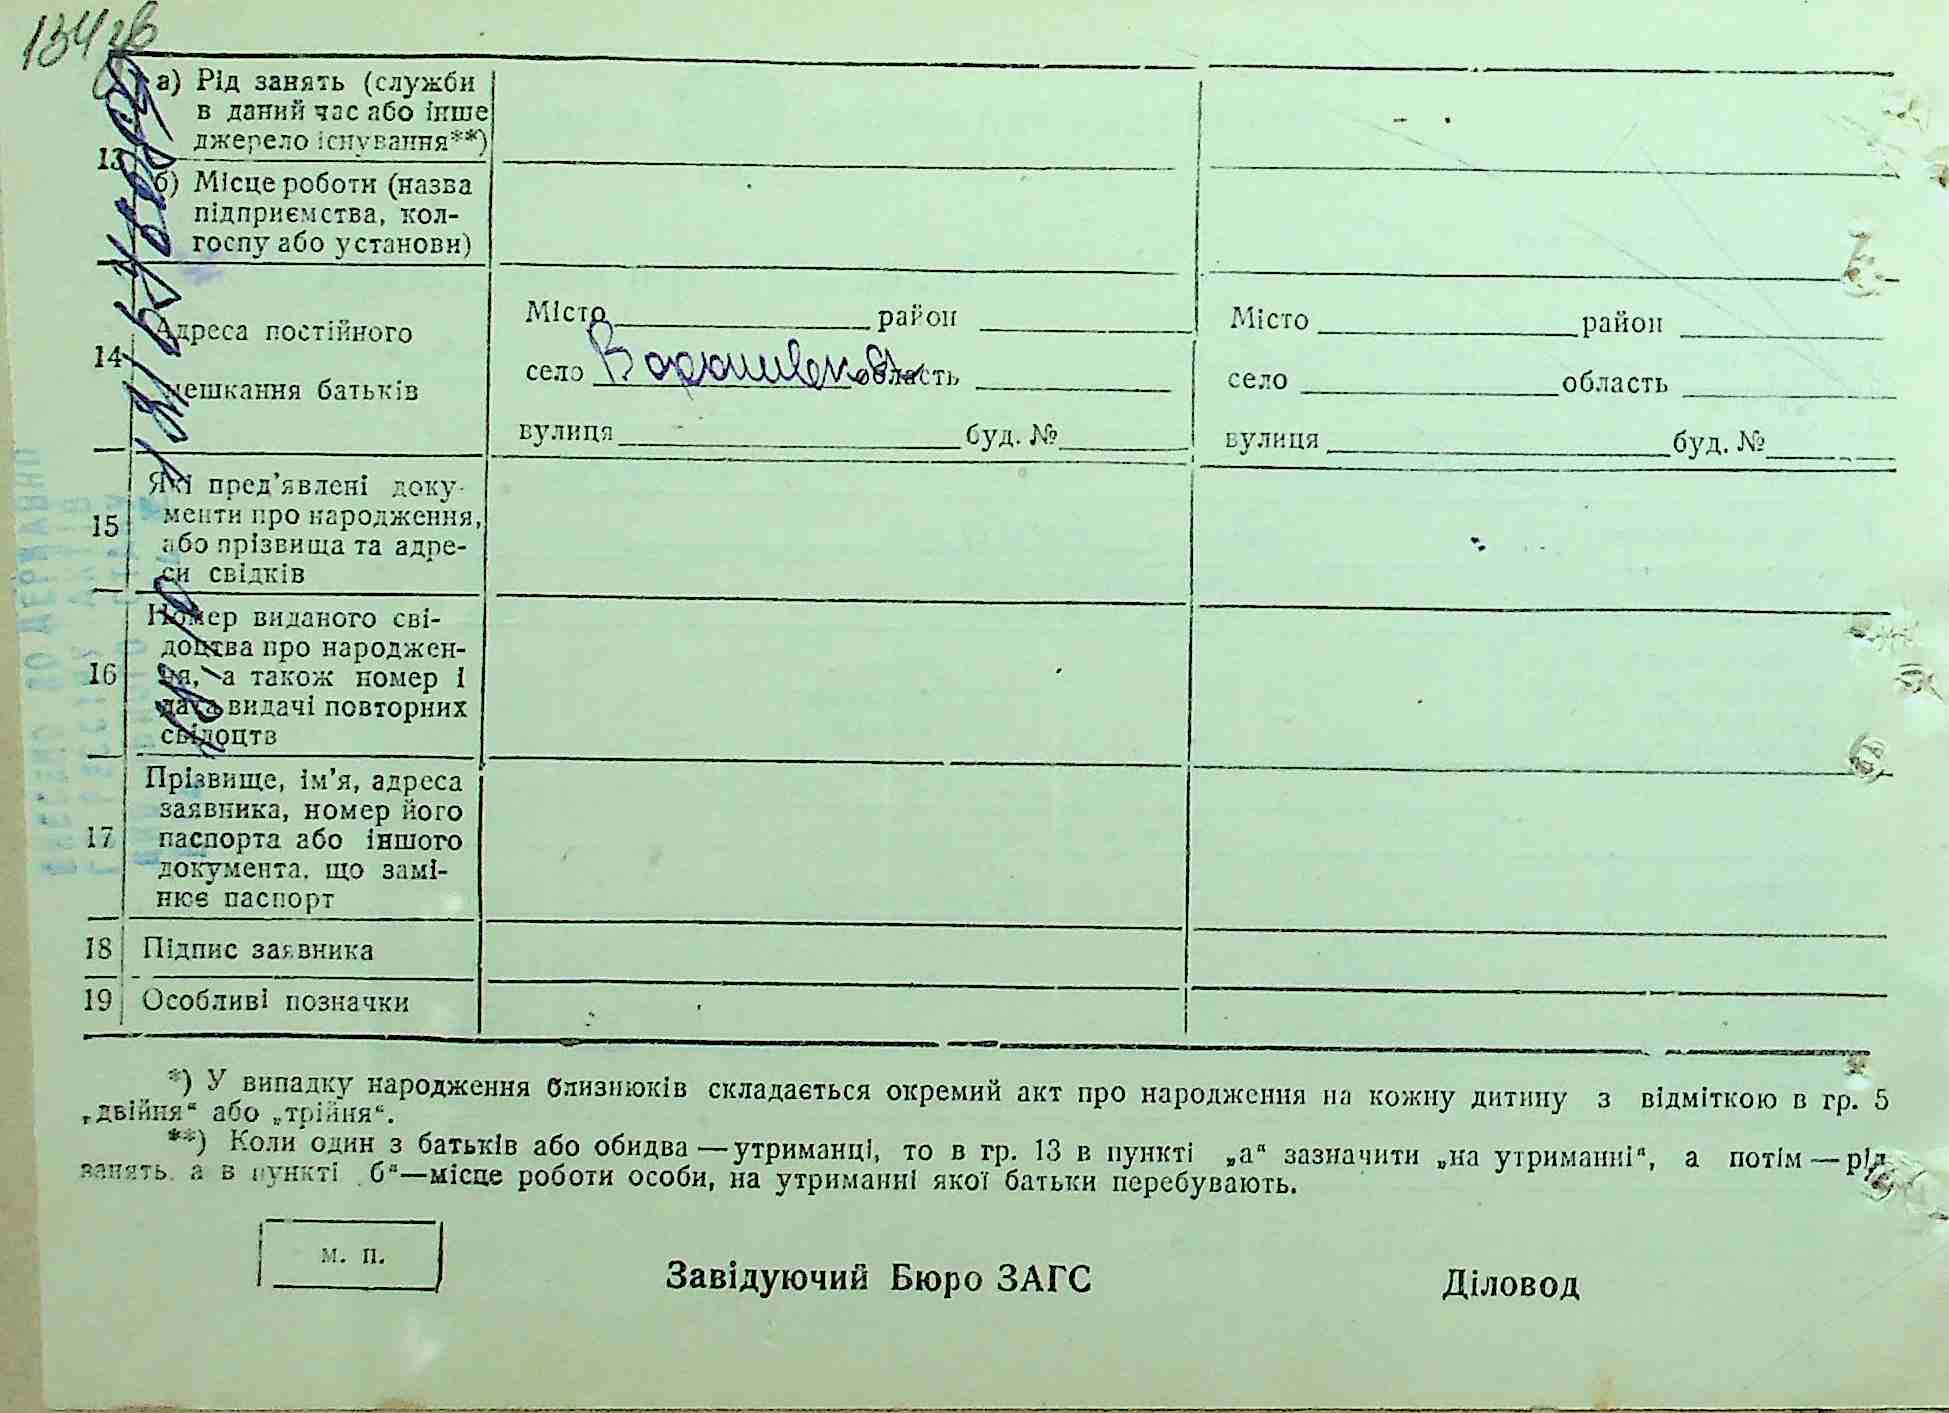 134 зв
13
а) Рід занять (служби
в даний час або інше
джерело існування**)
б) Місце роботи (назва
підприємства, кол-
госпу або установи)
14
Адреса постійного
мешкання батьків
Місто район
село Ворошивська область
вулиця буд. №
Місто район
село область
вулиця буд. №
15
Які пред'явлені доку-
менти про народження,
або прізвища та адре-
си свідків
16
Номер виданого сві-
доцтва про народжен-
ня, а також номер і
дата видачі повторних
свідоцтв
17
Прізвище, ім'я, адреса
заявника, номер його
паспорта або іншого
документа, що замі-
нює паспорт
18 Підпис заявника
19 Особливі позначки
*) У випадку народження близнюків складається окремий акт про народження на кожну дитину з відміткою в гр. 5
„двійня“ або „трійня“.
**) Коли один з батьків або обидва — утриманці, то в гр. 13 в пункті „а“ зазначити „на утриманні“, а потім — рід
занять, а в пункті „б“—місце роботи особи, на утриманні якої батьки перебувають.
м. п.
Завідуючий Бюро ЗАГС
Діловод